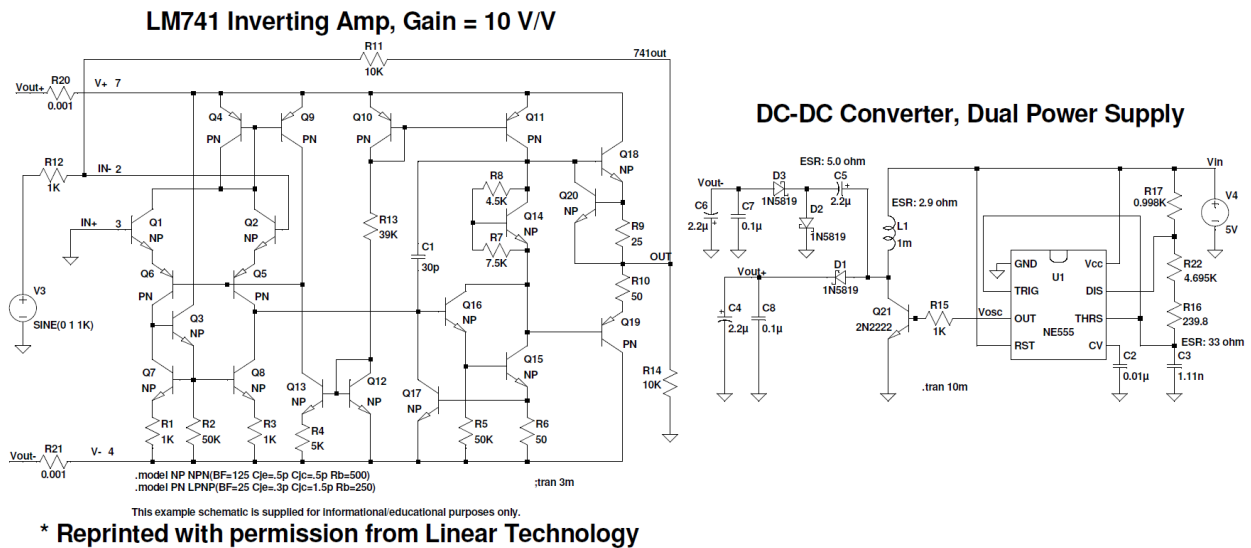 LM741 Inverting Amp, Gain = 10 V/V
R11
10K
741out
Vout+
R20
0.001
V+ 7
Q4
PN
Q9
PN
Q10
PN
Q11
PN
Q18
NP
R12
1K
IN- 2
IN+ 3
Q1
NP
Q2
NP
R13
39K
R8
4.5K
Q14
NP
R7
7.5K
Q20
NP
R9
25
OUT
R10
50
C1
30p
Q6
PN
Q5
PN
Q16
NP
Q19
PN
V3
SINE(0 1 1K)
Q3
NP
Q7
NP
Q8
NP
Q13
NP
Q12
NP
Q17
NP
Q15
NP
R14
10K
R1
1K
R2
50K
R3
1K
R4
5K
R5
50K
R6
50
Vout-
R21
0.001
V- 4
.model NP NPN(BF=125 Cje=.5p Cjc=.5p Rb=500)
.model PN LPNP(BF=25 Cje=.3p Cjc=1.5p Rb=250)
;tran 3m
This example schematic is supplied for informational/educational purposes only.
* Reprinted with permission from Linear Technology
DC-DC Converter, Dual Power Supply
ESR: 5.0 ohm
Vout-
D3
1N5819
C5
2.2µ
C6
2.2µ
C7
0.1µ
D2
1N5819
ESR: 2.9 ohm
L1
1m
Vin
R17
0.998K
V4
5V
Vout+
D1
1N5819
C4
2.2µ
C8
0.1µ
Q21
2N2222
R15
1K
Vosc
GND
Vcc
U1
TRIG
DIS
OUT
THRS
NE555
RST
CV
R22
4.695K
R16
239.8
ESR: 33 ohm
C2
0.01µ
C3
1.11n
.tran 10m